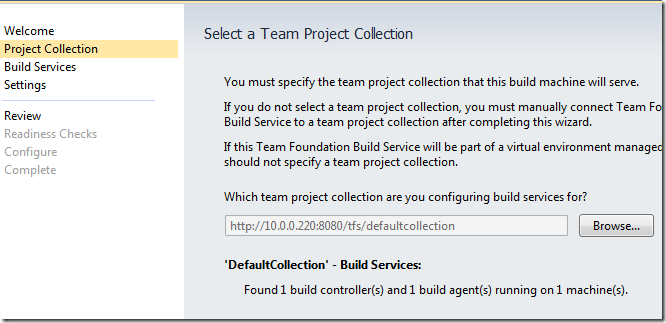 Welcome
Project Collection
Build Services
Settings
Review
Readiness Checks
Configure
Complete
Select a Team Project Collection
You must specify the team project collection that this build machine will serve.
If you do not select a team project collection, you must manually connect Team Fo
Build Service to a team project collection after completing this wizard.
If this Team Foundation Build Service will be part of a virtual environment managed
should not specify a team project collection.
Which team project collection are you configuring build services for?
http://10.0.0.220:8080/tfs/defaultcollection
Browse...
'DefaultCollection' - Build Services:
Found 1 build controller(s) and 1 build agent(s) running on 1 machine(s).